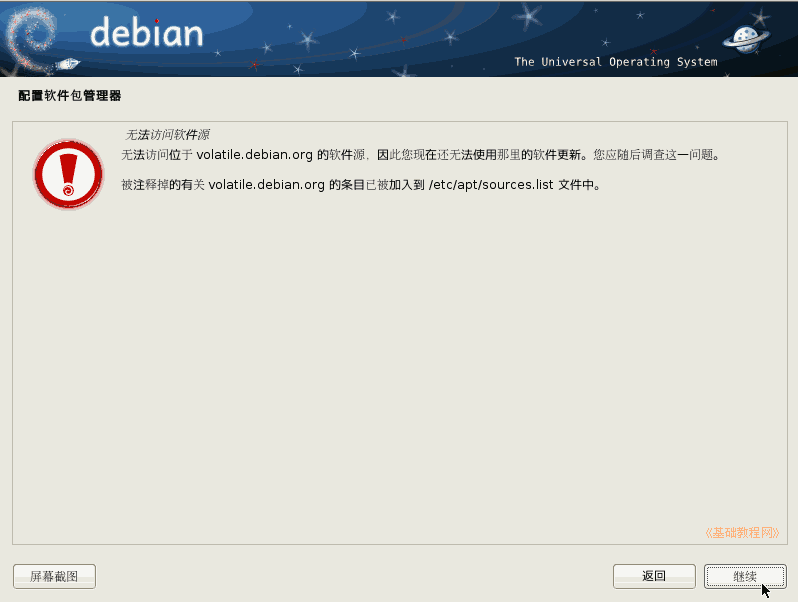 debian
The Universal Operating System
配置软件包管理器
无法访问软件源
无法访问位于 volatile.debian.org 的软件源，因此您现在还无法使用那里的软件更新。您应随后调查这一问题。
被注释掉的有关 volatile.debian.org 的条目已被加入到 /etc/apt/sources.list 文件中。
《基础教程网》
屏幕截图
返回
继续